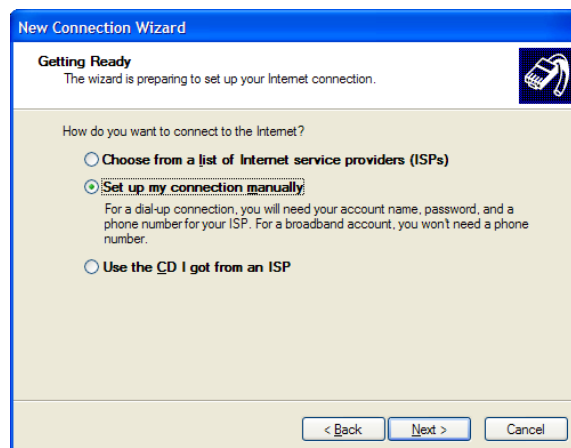 New Connection Wizard
Getting Ready
The wizard is preparing to set up your Internet connection.
How do you want to connect to the Internet?
Choose from a list of Internet service providers (ISPs)
Set up my connection manually
For a dial-up connection, you will need your account name, password, and a
phone number for your ISP. For a broadband account, you won't need a phone
number.
Use the CD I got from an ISP
< Back Next > Cancel